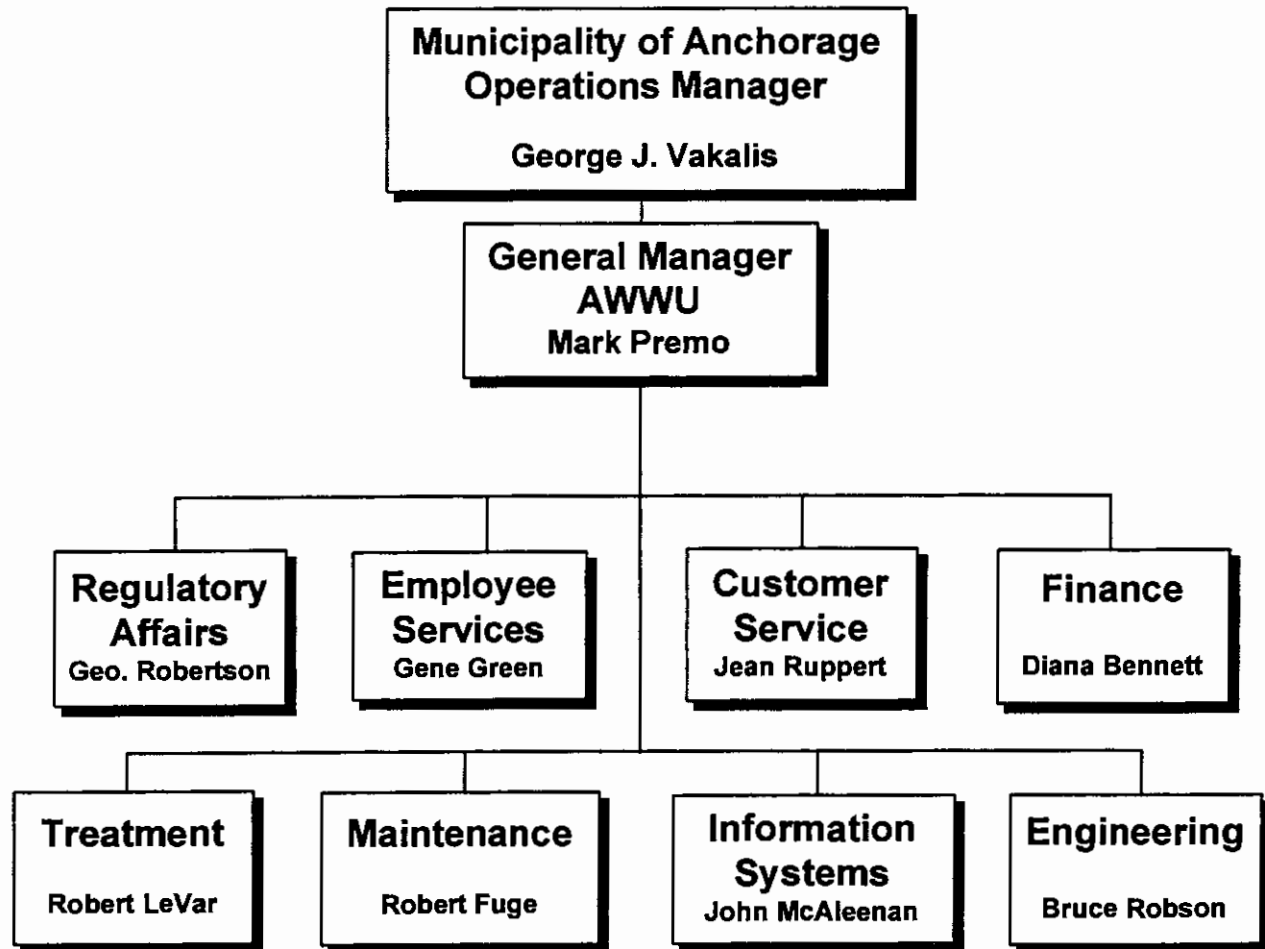 Municipality of Anchorage
Operations Manager
George J. Vakalis
General Manager
AWWU
Mark Premo
Regulatory
Affairs
Geo. Robertson
Employee
Services
Gene Green
Customer
Service
Jean Ruppert
Finance
Diana Bennett
Treatment
Robert LeVar
Maintenance
Robert Fuge
Information
Systems
John McAleenan
Engineering
Bruce Robson